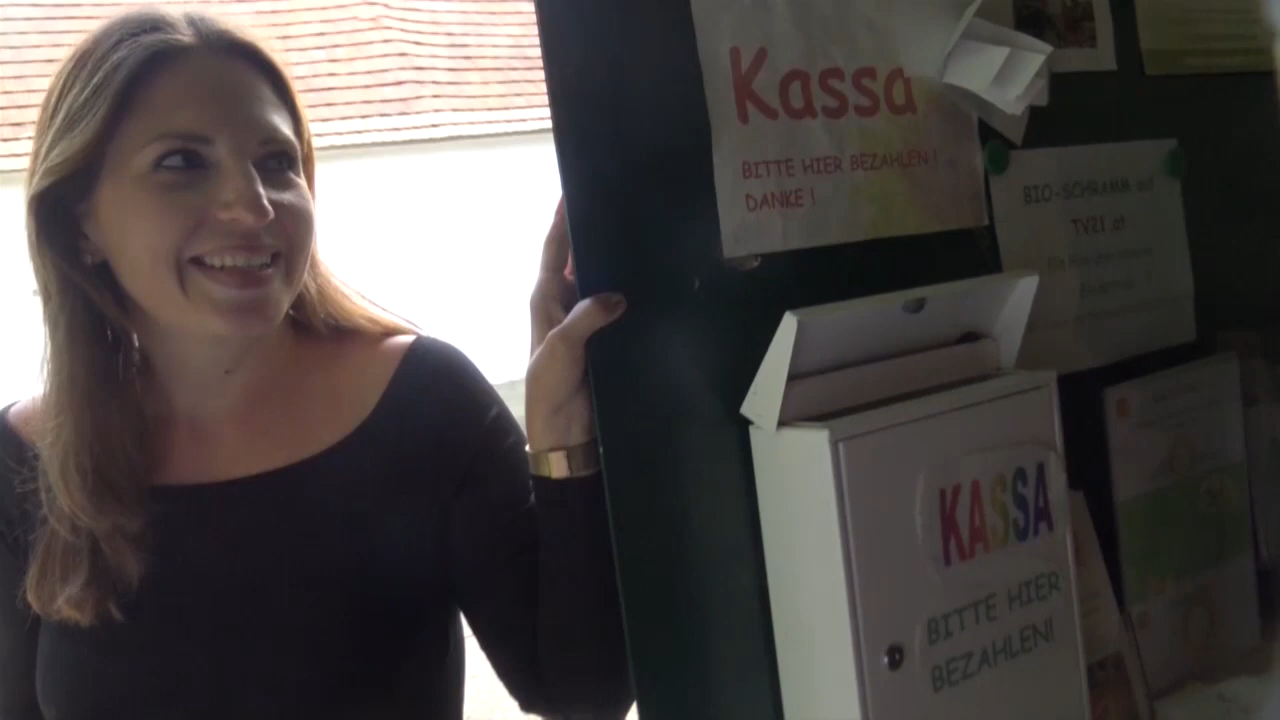 Kassa
BITTE HIER BEZAHLEN !
DANKE !
BIO-SCHRAMM auf
TV21.at
KASSA
BITTE HIER
BEZAHLEN!